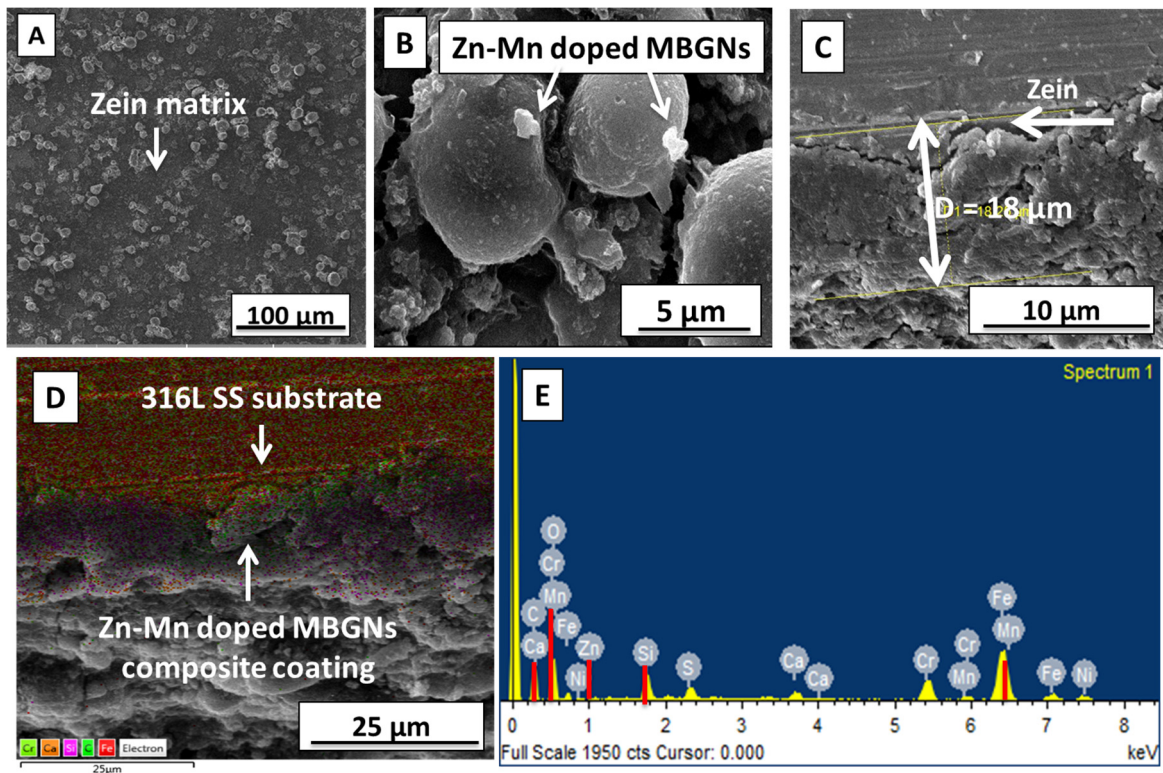 A
Zein matrix
100 µm
B
Zn-Mn doped MBGNs
5 µm
C
Zein
D = 18 µm
10 µm
D
316L SS substrate
Zn-Mn doped MBGNs
composite coating
25 µm
Cr Ca Si C Fe Electron
25µm
E
Spectrum 1
O
Cr
Mn
C
Fe
Ca
Zn
Ni
Si
S
Ca
Ca
Cr
Cr
Mn
Fe
Mn
Fe
Ni
0 1 2 3 4 5 6 7 8
Full Scale 1950 cts Cursor: 0.000
keV